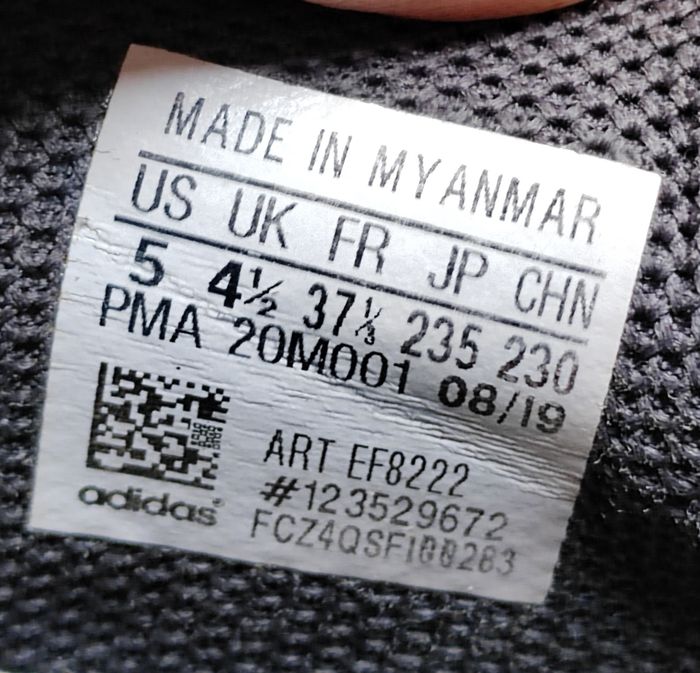 MADE IN MYANMAR
US UK FR JP CHN
5 4½ 37⅓ 235 230
PMA 20M001 08/19
ART EF8222
#123529672
adidas